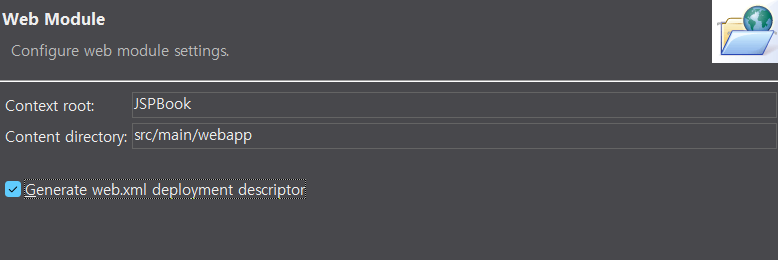 Web Module
Configure web module settings.
Context root: JSPBook
Content directory: src/main/webapp
Generate web.xml deployment descriptor